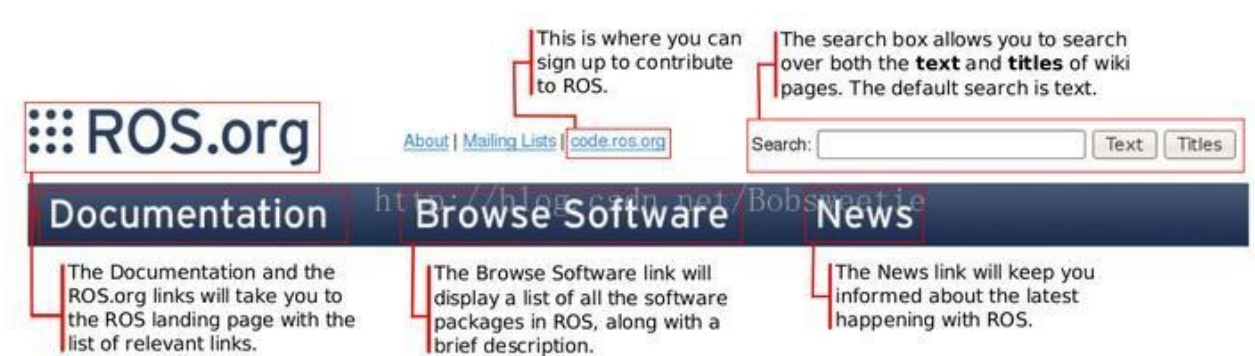 This is where you can
sign up to contribute
to ROS.
The search box allows you to search
over both the text and titles of wiki
pages. The default search is text.
ROS.org
About | Mailing Lists | code.ros.org
Search: Text Titles
http://blog.csdn.net/Bobsweetie
Documentation Browse Software News
The Documentation and the
ROS.org links will take you to
the ROS landing page with the
list of relevant links.
The Browse Software link will
display a list of all the software
packages in ROS, along with a
brief description.
The News link will keep you
informed about the latest
happening with ROS.